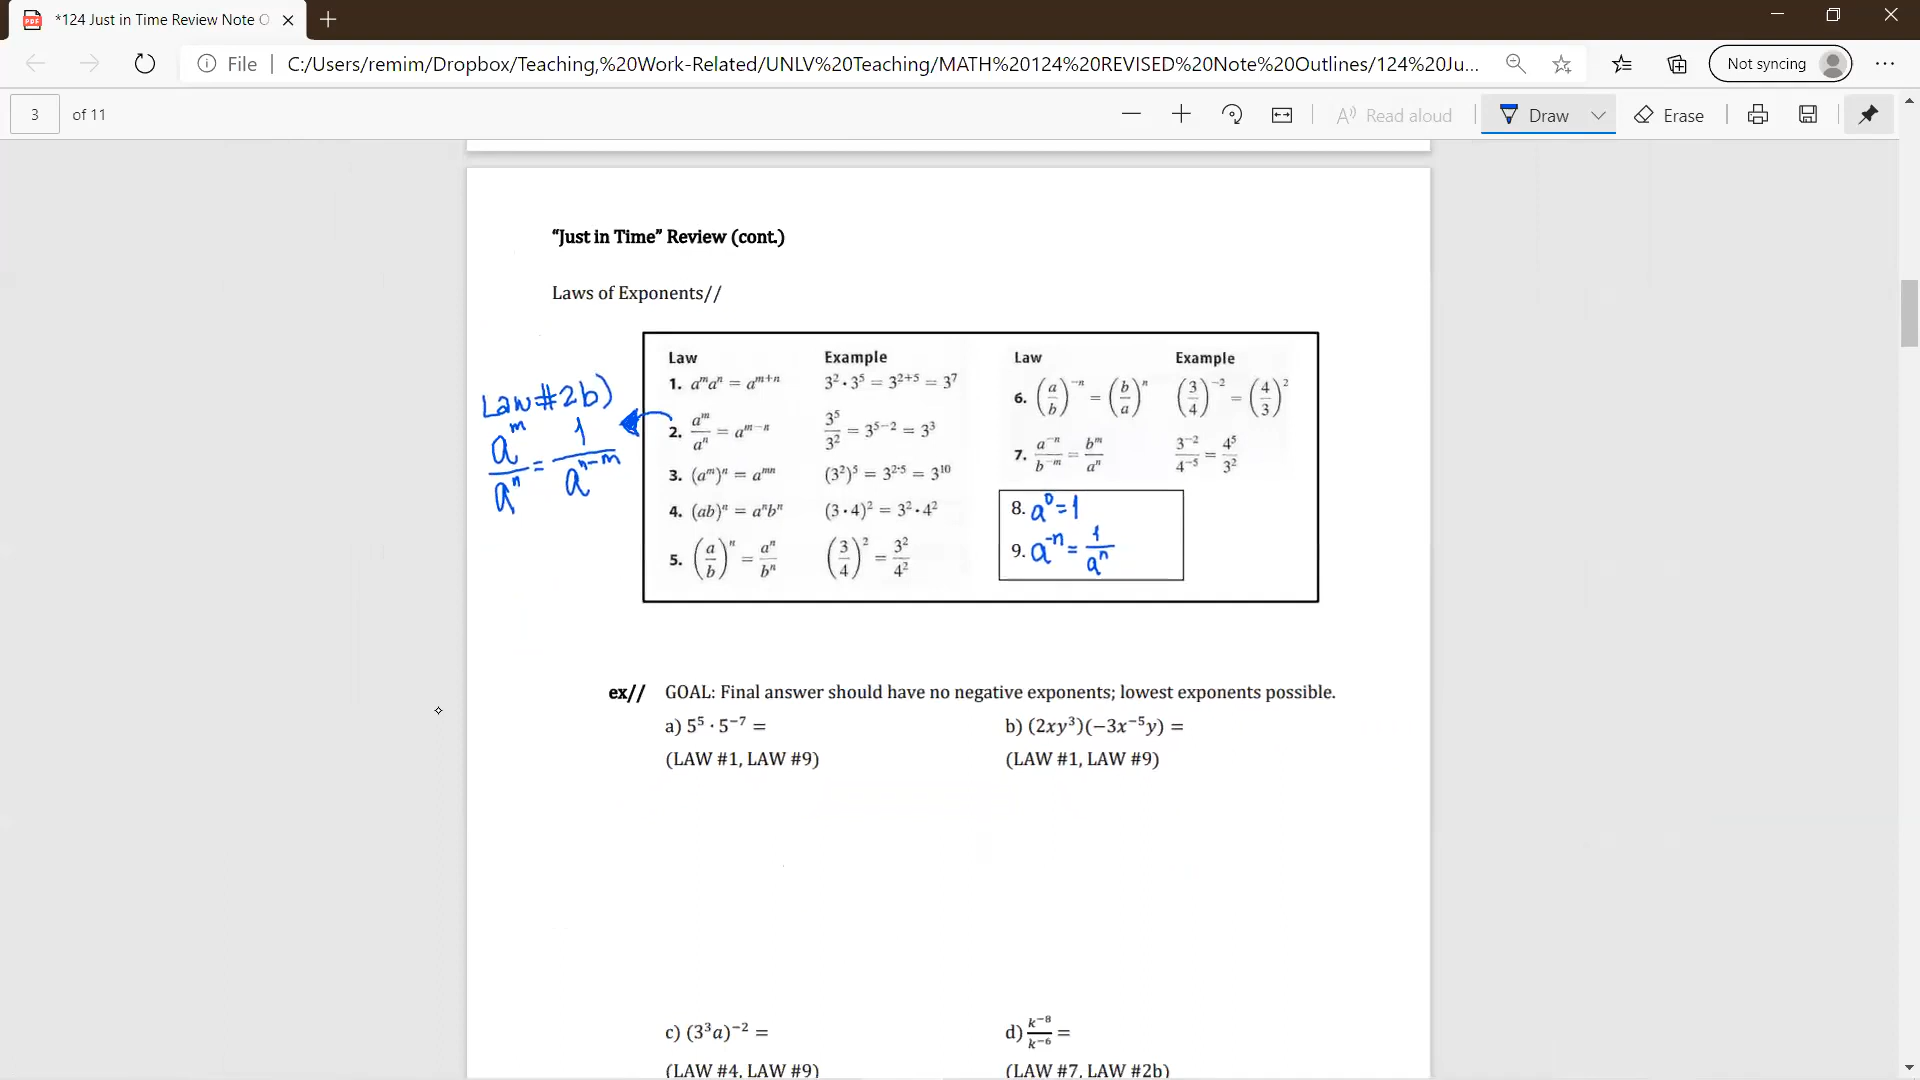 *124 Just in Time Review Note O
File | C:/Users/remim/Dropbox/Teaching,%20Work-Related/UNLV%20Teaching/MATH%20124%20REVISED%20Note%20Outlines/124%20Ju... Not syncing
3 of 11 Read aloud Draw Erase
“Just in Time” Review (cont.)
Laws of Exponents//
Law Example Law Example
1. aᵐaⁿ = aᵐ⁺ⁿ 3² · 3⁵ = 3²⁺⁵ = 3⁷ 6. (a/b)⁻ⁿ = (b/a)ⁿ (3/4)⁻² = (4/3)²
Law #2b) aᵐ/aⁿ = 1/aⁿ⁻ᵐ
2. aᵐ/aⁿ = aᵐ⁻ⁿ 3⁵/3² = 3⁵⁻² = 3³ 7. a⁻ⁿ/b⁻ᵐ = bᵐ/aⁿ 3⁻²/4⁻⁵ = 4⁵/3²
3. (aᵐ)ⁿ = aᵐⁿ (3²)⁵ = 3²·⁵ = 3¹⁰
4. (ab)ⁿ = aⁿbⁿ (3 · 4)² = 3² · 4² 8. a⁰ = 1
5. (a/b)ⁿ = aⁿ/bⁿ (3/4)² = 3²/4² 9. a⁻ⁿ = 1/aⁿ
ex// GOAL: Final answer should have no negative exponents; lowest exponents possible.
a) 5⁵ · 5⁻⁷ = b) (2xy³)(−3x⁻⁵y) =
(LAW #1, LAW #9) (LAW #1, LAW #9)
c) (3³a)⁻² = d) k⁻⁸/k⁻⁶ =
(LAW #4, LAW #9) (LAW #7, LAW #2b)